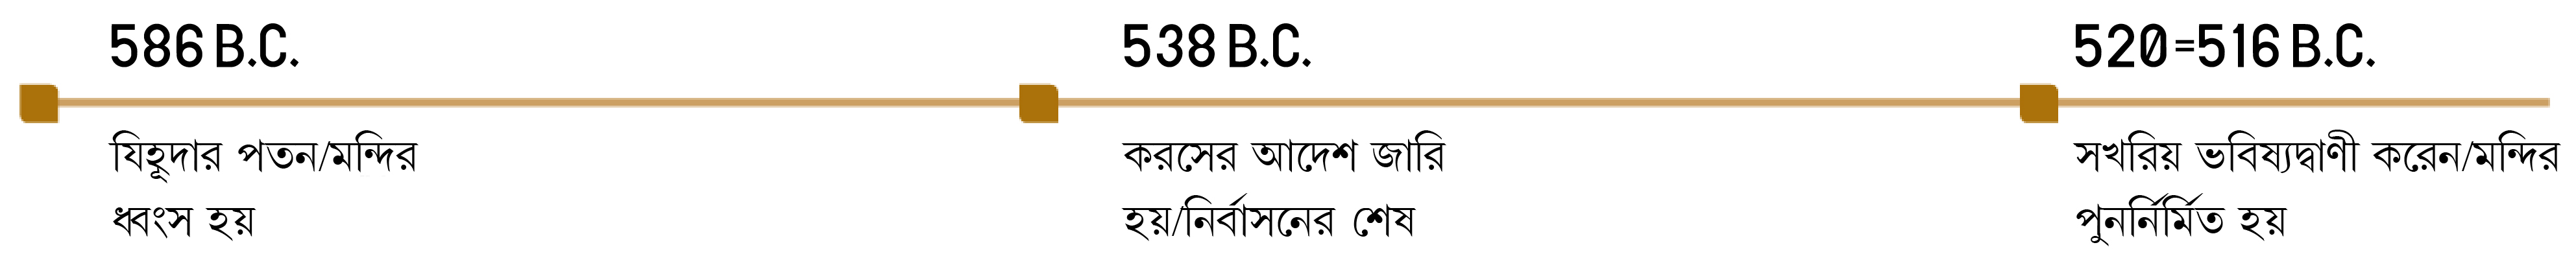 586 B.C.
538 B.C.
520=516 B.C.
যিহূদার পতন/মন্দির
ধ্বংস হয়
করসের আদেশ জারি
হয়/নির্বাসনের শেষ
সখরিয় ভবিষ্যদ্বাণী করেন/মন্দির
পুনর্নির্মিত হয়